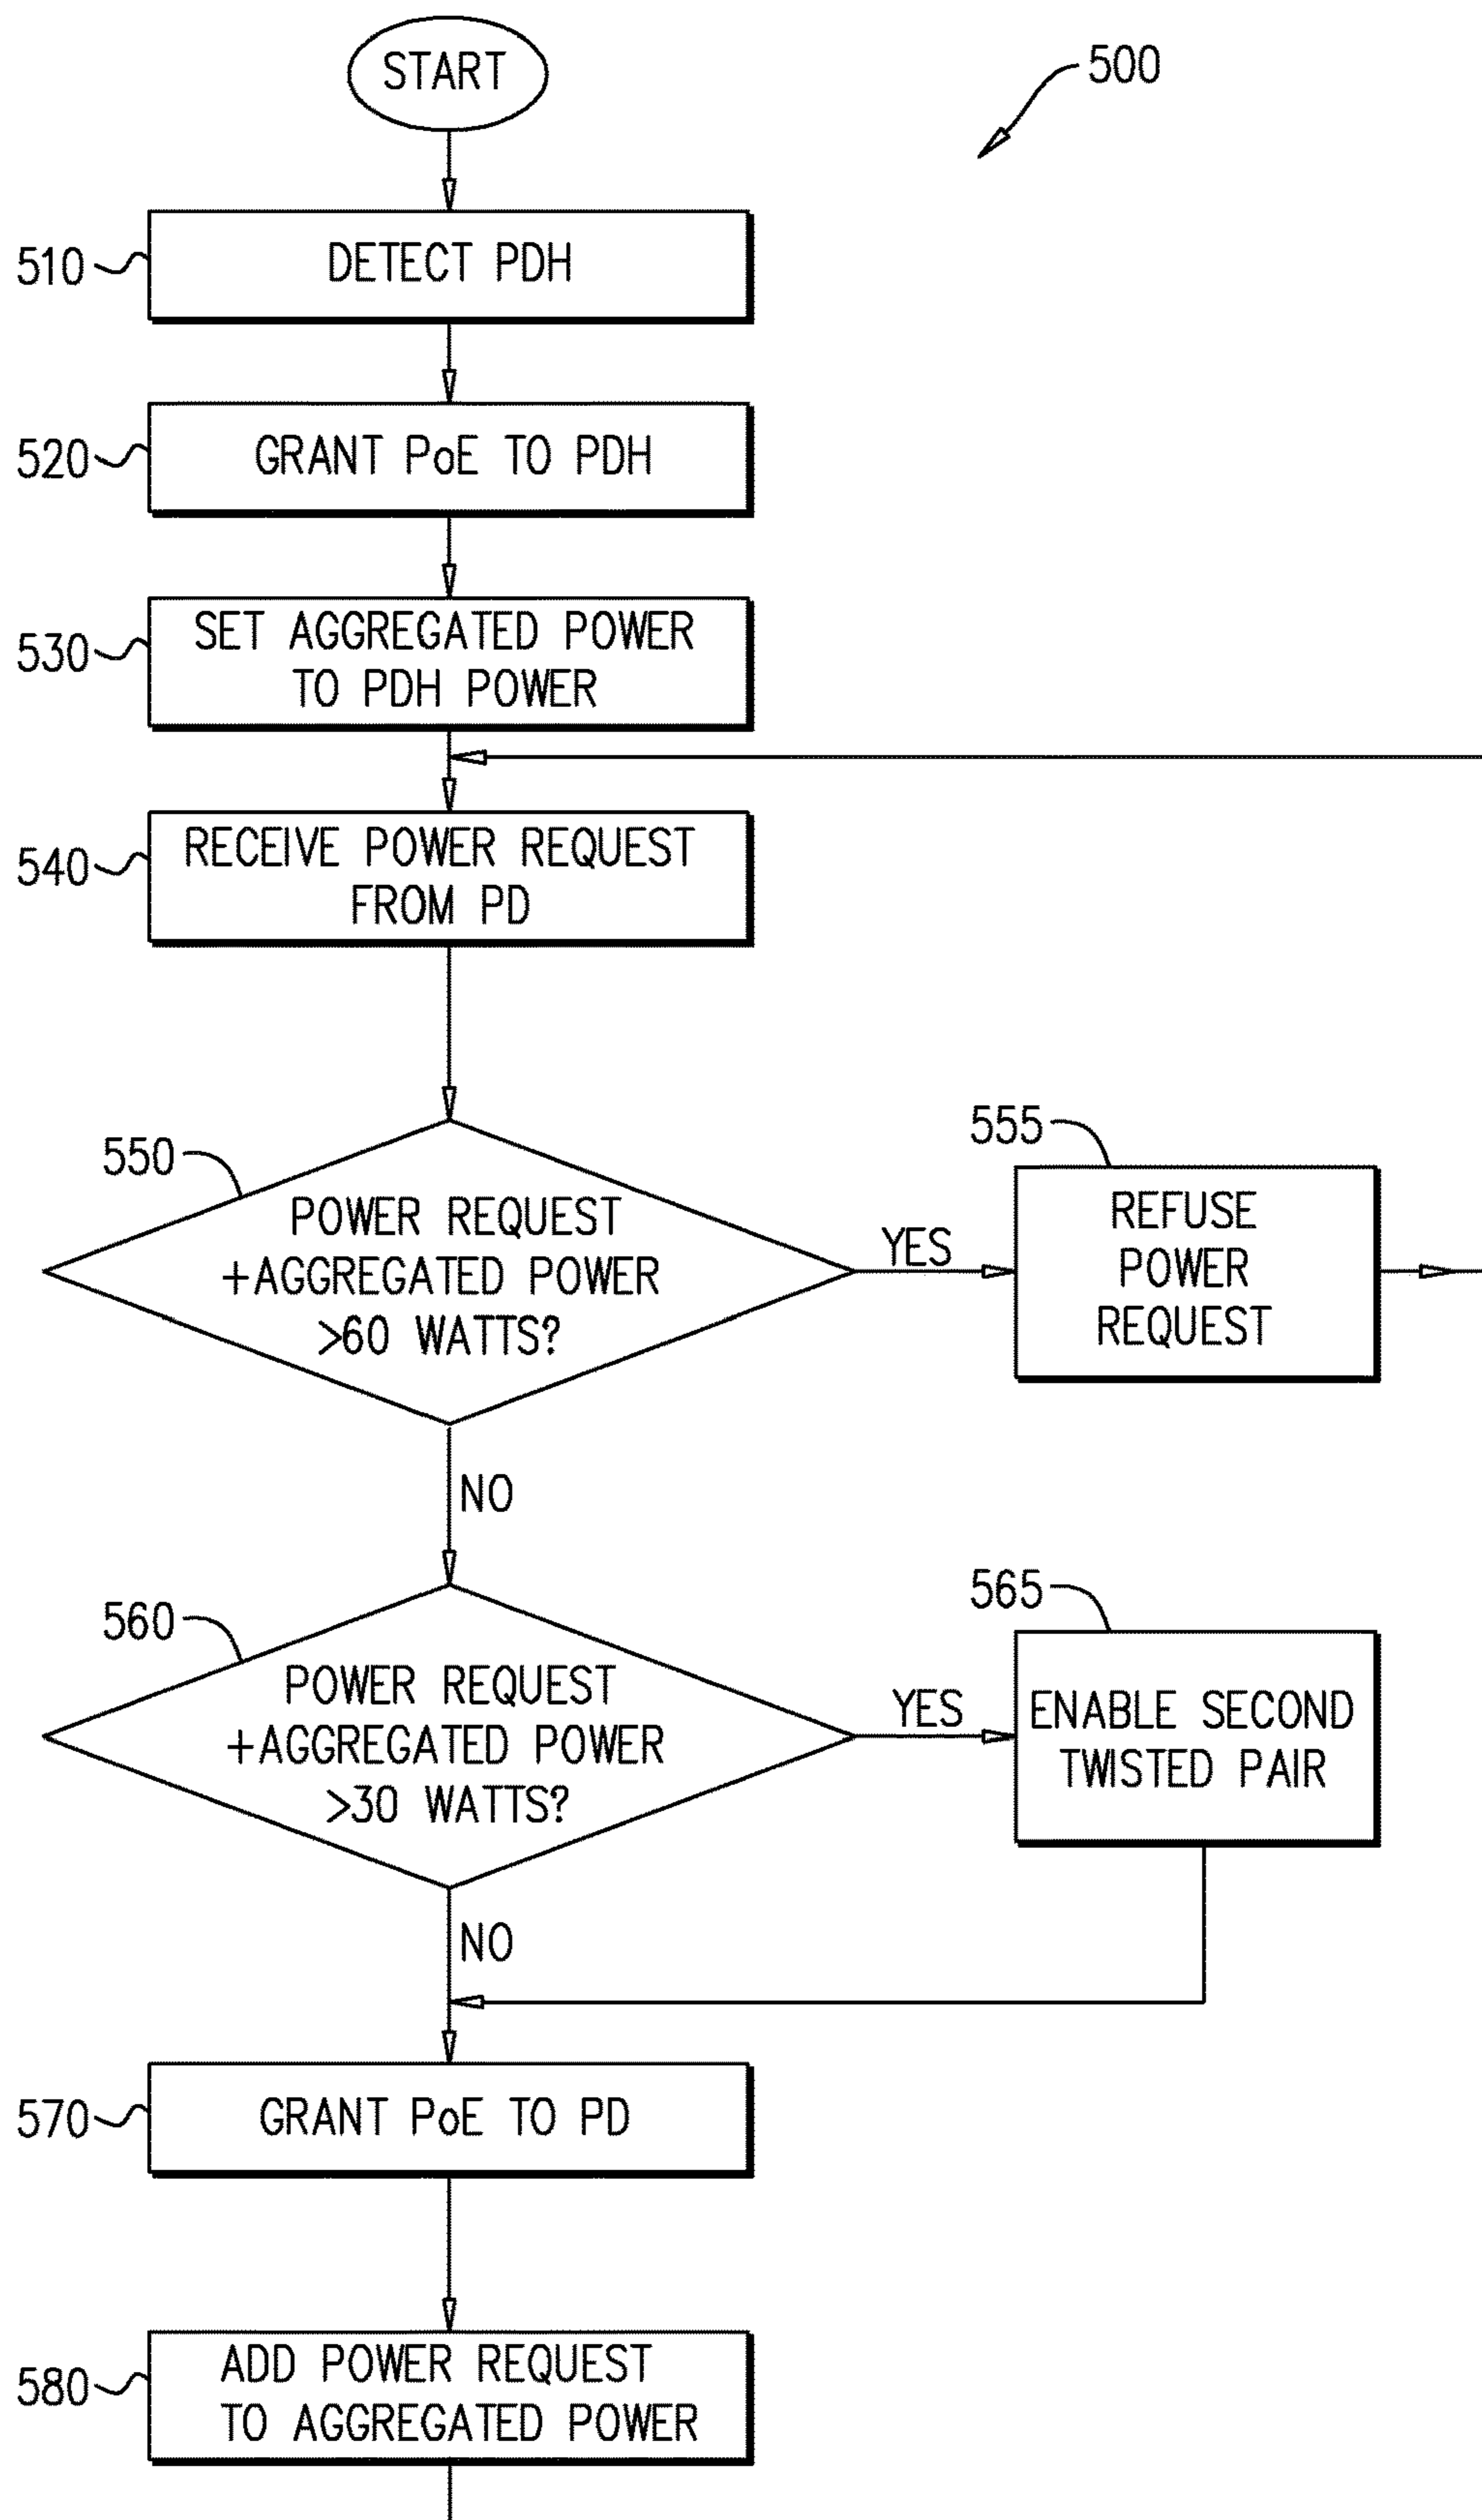 START
500
510
DETECT PDH
520
GRANT PoE TO PDH
530
SET AGGREGATED POWER
TO PDH POWER
540
RECEIVE POWER REQUEST
FROM PD
550
POWER REQUEST
+AGGREGATED POWER
>60 WATTS?
YES
555
REFUSE
POWER
REQUEST
NO
560
POWER REQUEST
+AGGREGATED POWER
>30 WATTS?
YES
565
ENABLE SECOND
TWISTED PAIR
NO
570
GRANT PoE TO PD
580
ADD POWER REQUEST
TO AGGREGATED POWER